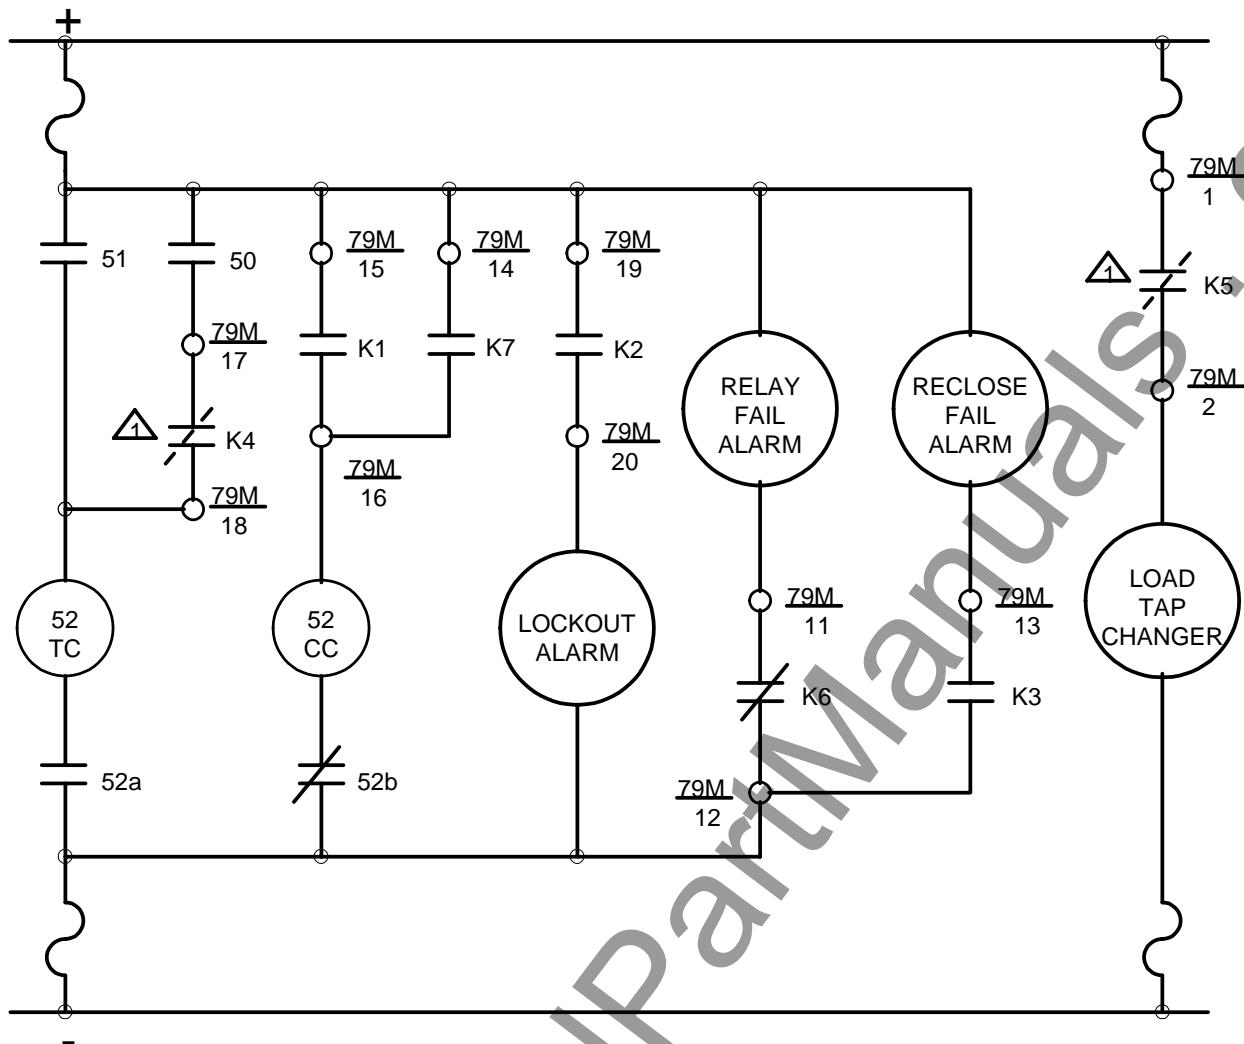 +
79M
1
51
50
79M
15
79M
14
79M
19
1
K5
79M
17
K1
K7
K2
RELAY
FAIL
ALARM
RECLOSE
FAIL
ALARM
79M
2
1
K4
79M
16
79M
20
79M
18
52
TC
52
CC
LOCKOUT
ALARM
79M
11
79M
13
LOAD
TAP
CHANGER
K6
K3
52a
52b
79M
12
-
lPartManuals.